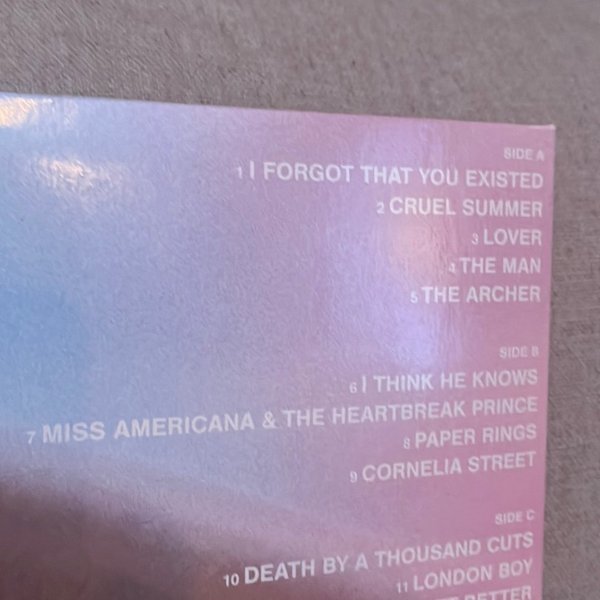 SIDE A
1 I FORGOT THAT YOU EXISTED
2 CRUEL SUMMER
3 LOVER
4 THE MAN
5 THE ARCHER
SIDE B
6 I THINK HE KNOWS
7 MISS AMERICANA & THE HEARTBREAK PRINCE
8 PAPER RINGS
9 CORNELIA STREET
SIDE C
10 DEATH BY A THOUSAND CUTS
11 LONDON BOY
BETTER